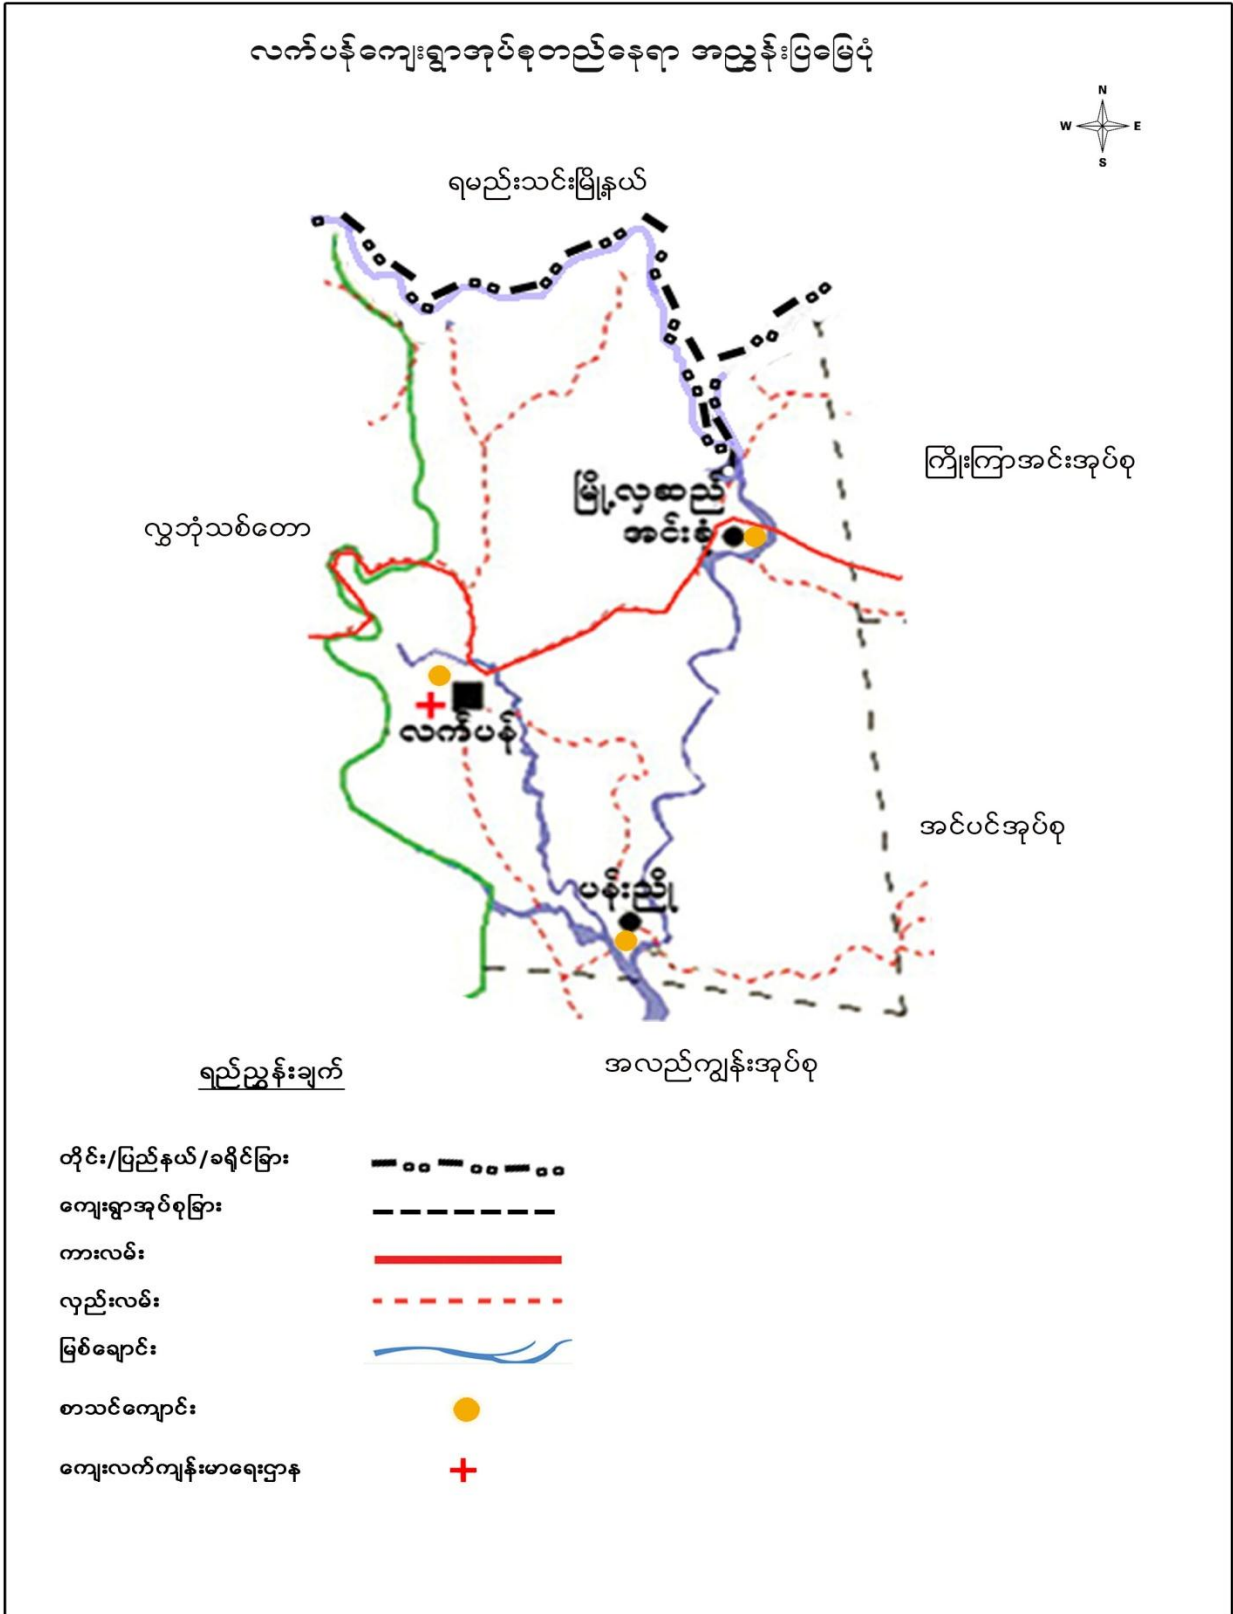 လက်ပန်ကျေးရွာအုပ်စုတည်နေရာ အညွှန်းပြမြေပုံ
N
W E
S
ရမည်းသင်းမြို့နယ်
ကြိုးကြာအင်းအုပ်စု
မြို့လှဆည်
အင်းစုံ
လွှဘုံသစ်တော
လက်ပန်
အင်ပင်အုပ်စု
ပန်းညို
အလည်ကျွန်းအုပ်စု
ရည်ညွှန်းချက်
တိုင်း/ပြည်နယ်/ခရိုင်ခြား
ကျေးရွာအုပ်စုခြား
ကားလမ်း
လှည်းလမ်း
မြစ်ချောင်း
စာသင်ကျောင်း
ကျေးလက်ကျန်းမာရေးဌာန